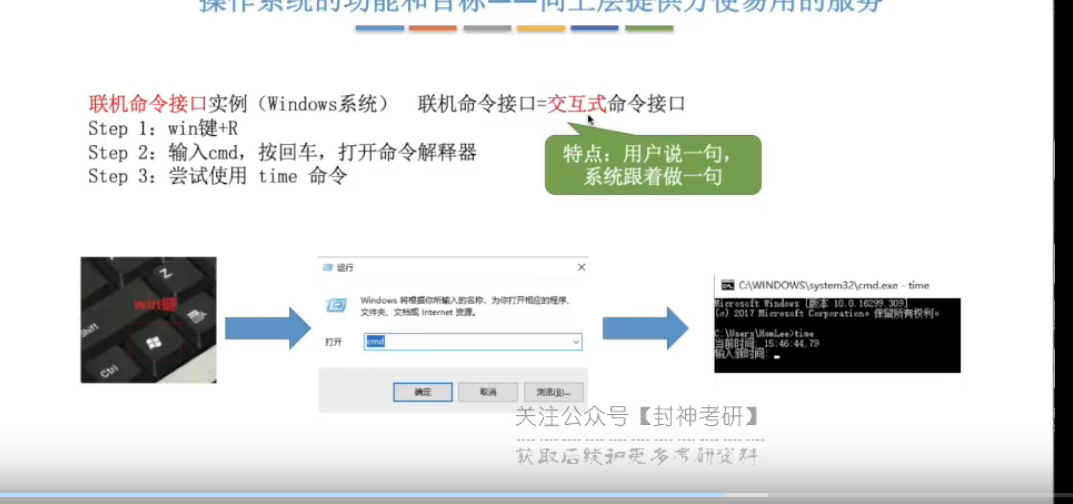 操作系统的功能和目标——向上层提供方便易用的服务
联机命令接口实例（Windows系统） 联机命令接口=交互式命令接口
Step 1：win键+R
Step 2：输入cmd，按回车，打开命令解释器
Step 3：尝试使用 time 命令
特点：用户说一句，
系统跟着做一句
Z
win键
Shift
Ctrl
运行
Windows 将根据你所输入的名称，为你打开相应的程序、
文件夹、文档或 Internet 资源。
打开
cmd
确定 取消 浏览(B)...
C:\WINDOWS\system32\cmd.exe - time
Microsoft Windows [版本 10.0.16299.309]
(c) 2017 Microsoft Corporation。保留所有权利。
C:\Users\HomLee>time
当前时间: 15:46:44.79
输入新时间:
关注公众号【封神考研】
获取后续和更多考研资料